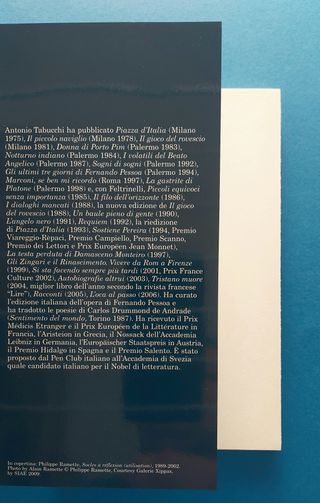 Antonio Tabucchi ha pubblicato Piazza d'Italia (Milano
1975), Il piccolo naviglio (Milano 1978), Il gioco del rovescio
(Milano 1981), Donna di Porto Pim (Palermo 1983),
Notturno indiano (Palermo 1984), I volatili del Beato
Angelico (Palermo 1987), Sogni di sogni (Palermo 1992),
Gli ultimi tre giorni di Fernando Pessoa (Palermo 1994),
Marconi, se ben mi ricordo (Roma 1997), La gastrite di
Platone (Palermo 1998) e, con Feltrinelli, Piccoli equivoci
senza importanza (1985), Il filo dell'orizzonte (1986),
I dialoghi mancati (1988), la nuova edizione de Il gioco
del rovescio (1988), Un baule pieno di gente (1990),
L'angelo nero (1991), Requiem (1992), la riedizione
di Piazza d'Italia (1993), Sostiene Pereira (1994, Premio
Viareggio-Rèpaci, Premio Campiello, Premio Scanno,
Premio dei Lettori e Prix Européen Jean Monnet),
La testa perduta di Damasceno Monteiro (1997),
Gli Zingari e il Rinascimento. Vivere da Rom a Firenze
(1999), Si sta facendo sempre più tardi (2001, Prix France
Culture 2002), Autobiografie altrui (2003), Tristano muore
(2004, miglior libro dell'anno secondo la rivista francese
"Lire"), Racconti (2005), L'oca al passo (2006). Ha curato
l'edizione italiana dell'opera di Fernando Pessoa e
ha tradotto le poesie di Carlos Drummond de Andrade
(Sentimento del mondo, Torino 1987). Ha ricevuto il Prix
Médicis Etranger e il Prix Européen de la Littérature in
Francia, l'Aristeion in Grecia, il Nossack dell'Accademia
Leibniz in Germania, l'Europäischer Staatspreis in Austria,
il Premio Hidalgo in Spagna e il Premio Salento. È stato
proposto dal Pen Club italiano all'Accademia di Svezia
quale candidato italiano per il Nobel di letteratura.
In copertina: Philippe Ramette, Socles à réflexion (utilisation), 1989-2002.
Photo by Alain Ramette © Philippe Ramette, Courtesy Galerie Xippas,
by SIAE 2009